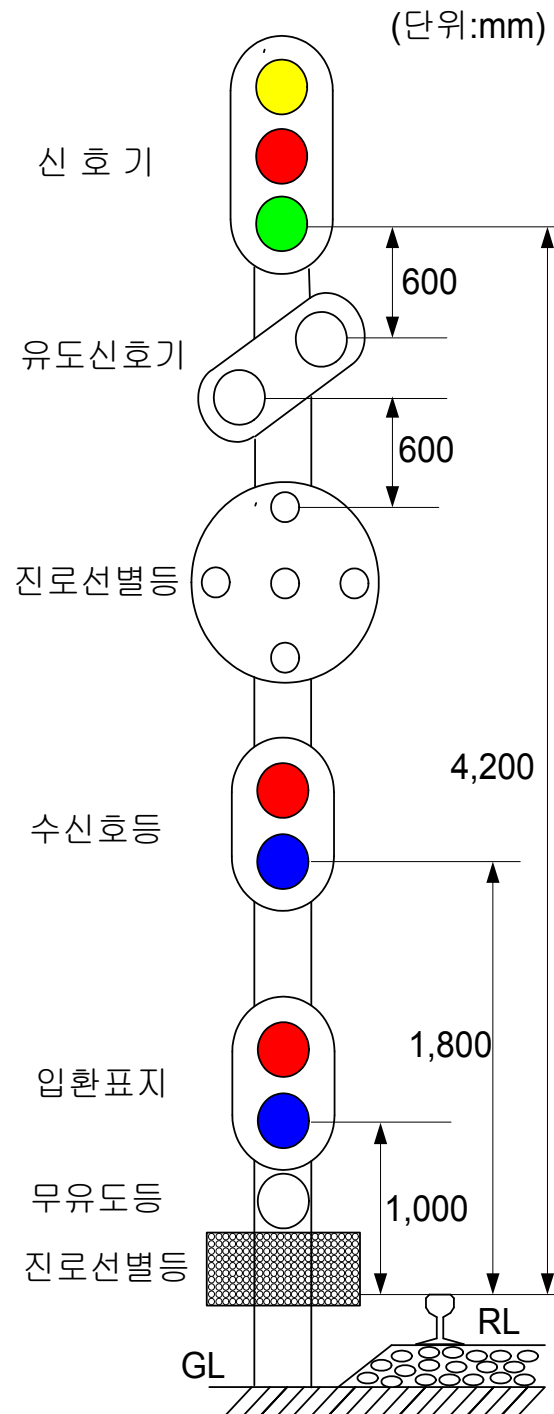 (단위:mm)
신 호 기
600
유도신호기
600
진로선별등
4,200
수신호등
1,800
입환표지
무유도등
1,000
진로선별등
RL
GL